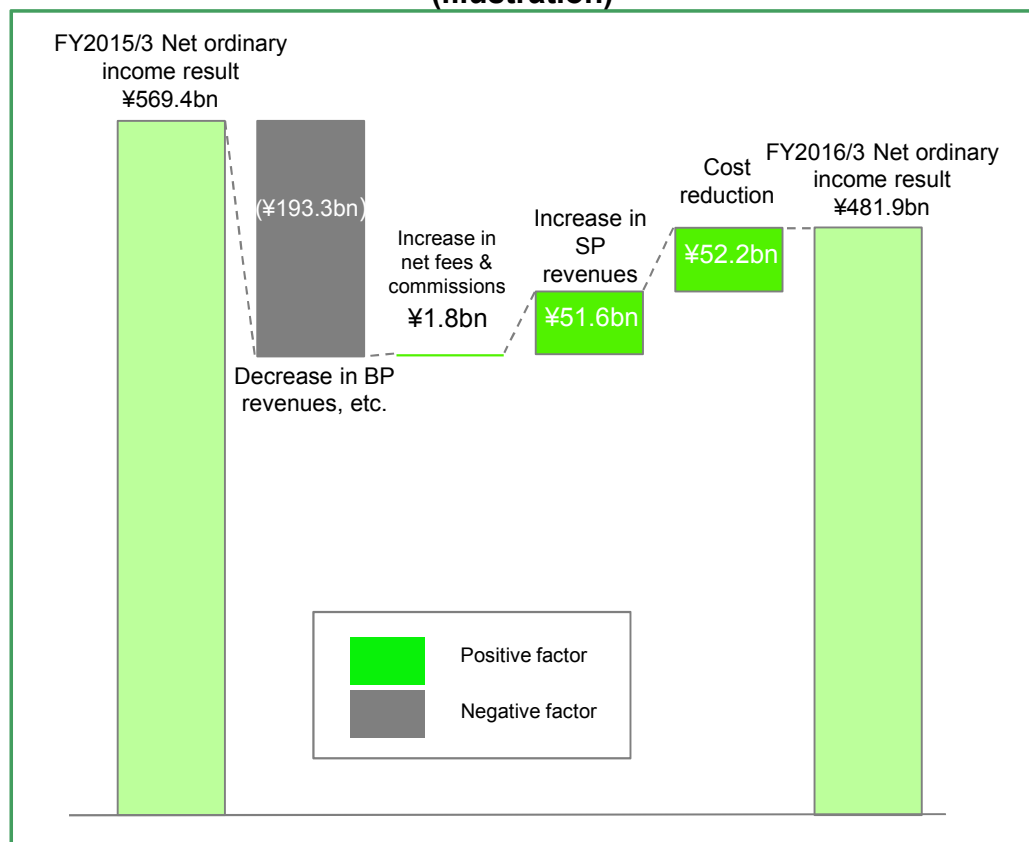 (Illustration)
FY2015/3 Net ordinary
income result
¥569.4bn
(¥193.3bn)
Decrease in BP
revenues, etc.
Increase in
net fees &
commissions
¥1.8bn
Increase in
SP
revenues
¥51.6bn
Cost
reduction
¥52.2bn
FY2016/3 Net ordinary
income result
¥481.9bn
Positive factor
Negative factor